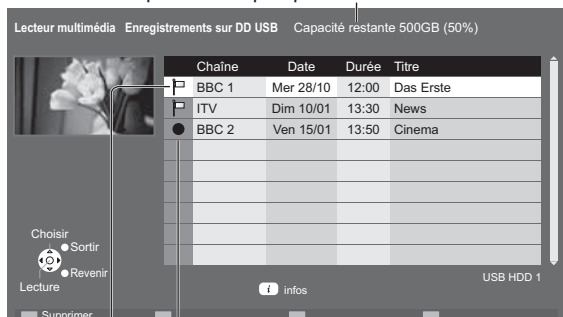 Lecteur multimédia Enregistrements sur DD USB Capacité restante 500GB (50%)
Chaîne Date Durée Titre
BBC 1 Mer 28/10 12:00 Das Erste
ITV Dim 10/01 13:30 News
BBC 2 Ven 15/01 13:50 Cinema
Choisir
Sortir
Revenir
Lecture
USB HDD 1
i infos
Supprimer